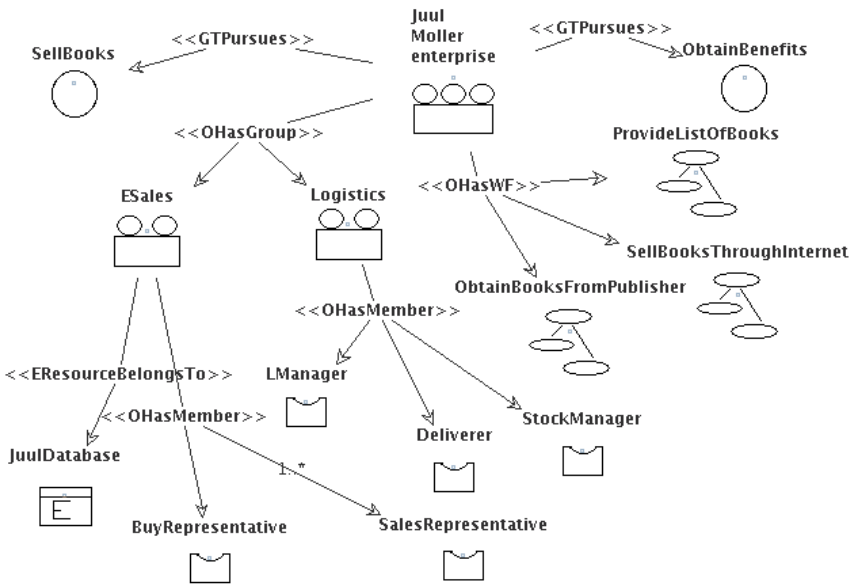 Juul
Moller
enterprise
<<GTPursues>>
<<GTPursues>>
SellBooks
ObtainBenefits
<<OHasGroup>>
ProvideListOfBooks
ESales
Logistics
<<OHasWF>>
SellBooksThroughInternet
ObtainBooksFromPublisher
<<OHasMember>>
<<EResourceBelongsTo>>
LManager
<<OHasMember>>
StockManager
Deliverer
JuulDatabase
1..*
E
BuyRepresentative
SalesRepresentative